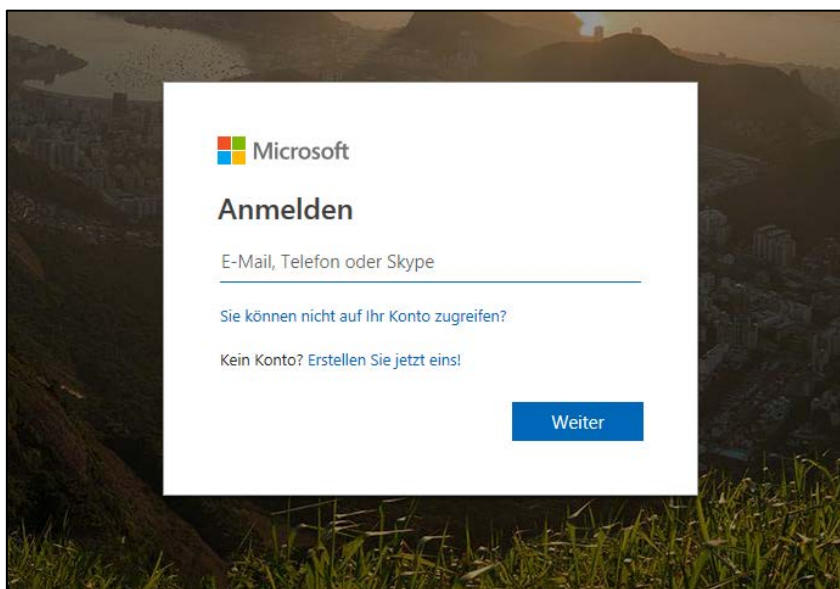 Microsoft
Anmelden
E-Mail, Telefon oder Skype
Sie können nicht auf Ihr Konto zugreifen?
Kein Konto? Erstellen Sie jetzt eins!
Weiter